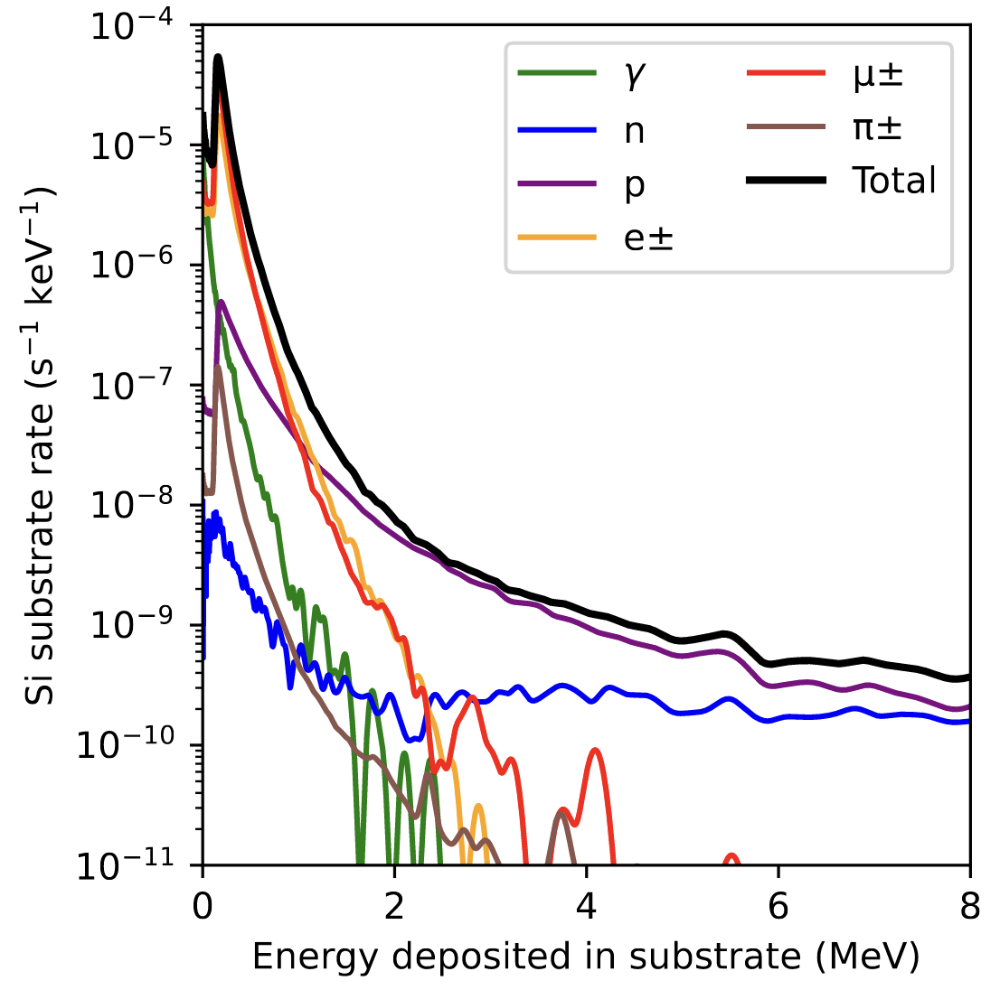 10⁻⁴
10⁻⁵
10⁻⁶
10⁻⁷
10⁻⁸
10⁻⁹
10⁻¹⁰
10⁻¹¹
Si substrate rate (s⁻¹ keV⁻¹)
γ
n
p
e±
μ±
π±
Total
0 2 4 6 8
Energy deposited in substrate (MeV)